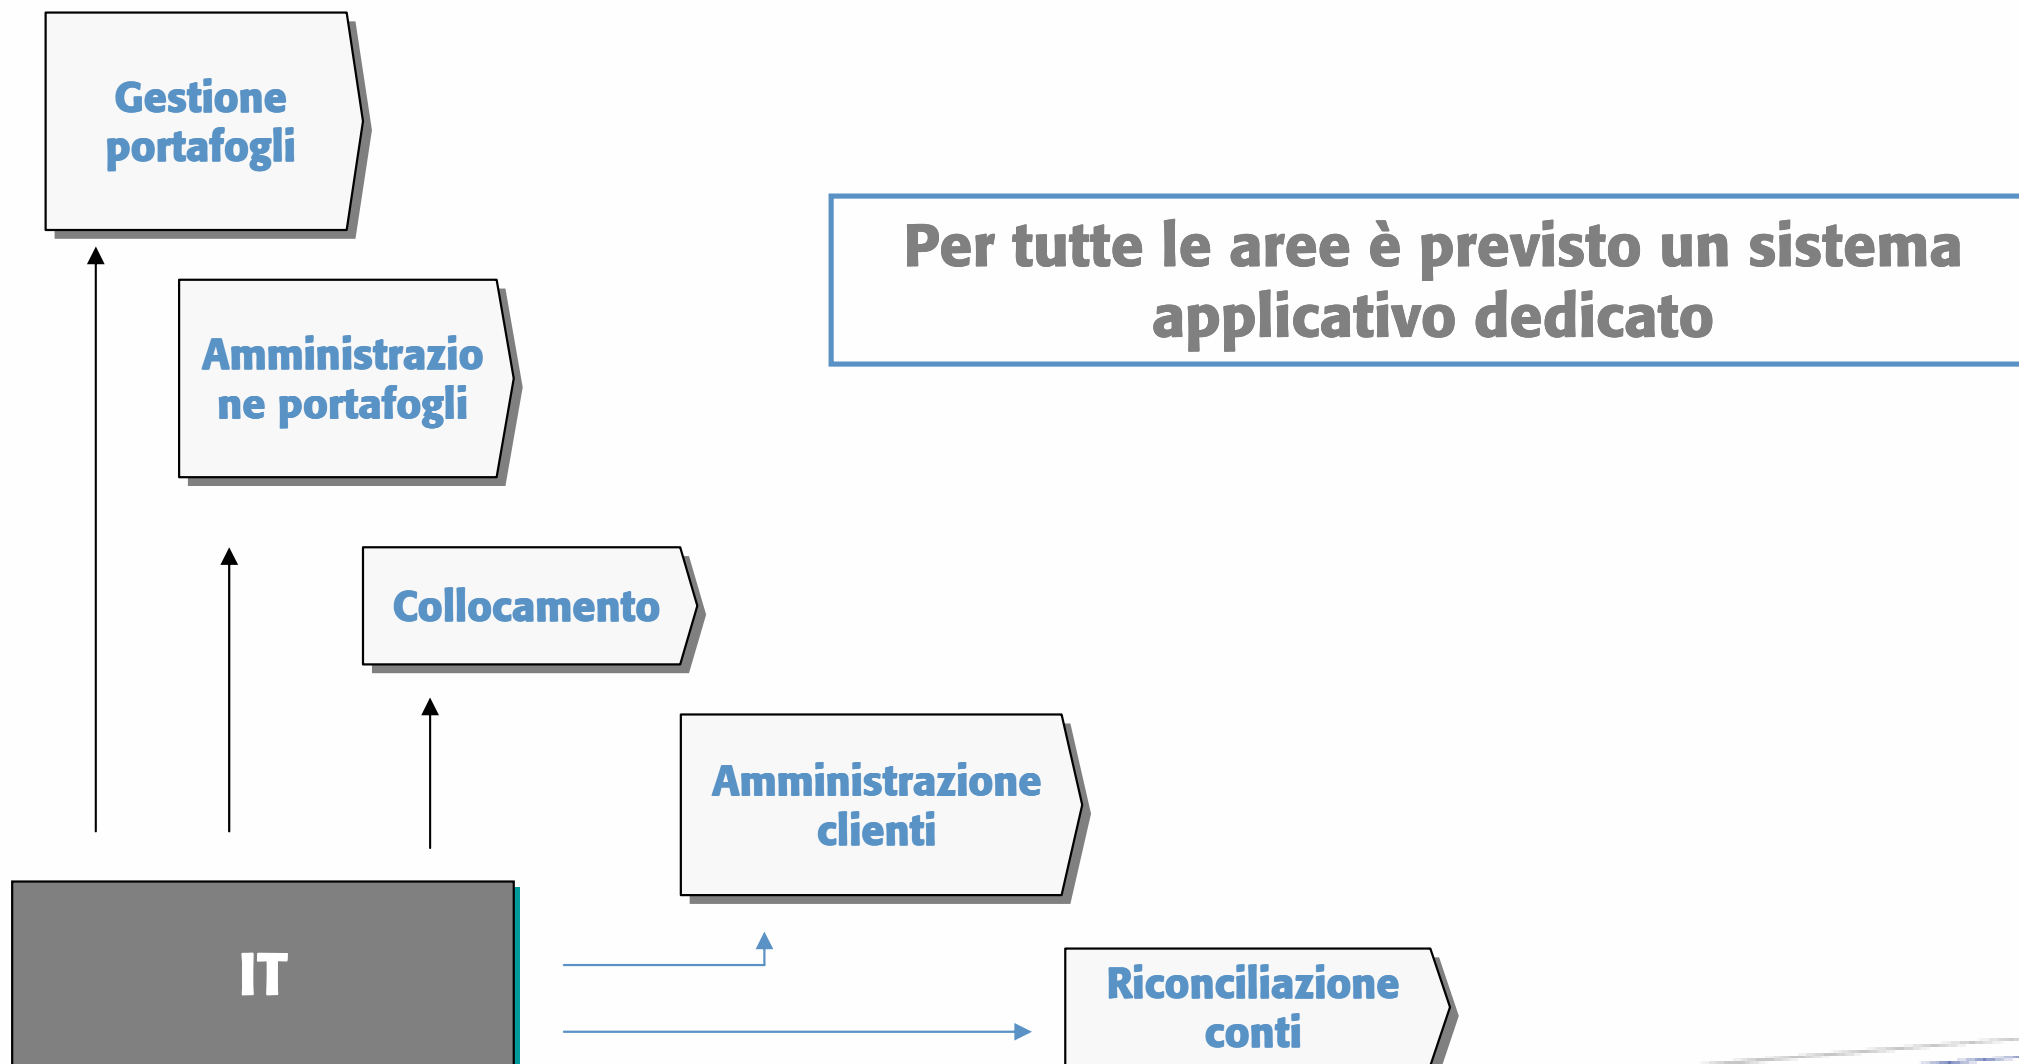 Gestione
portafogli
Per tutte le aree è previsto un sistema
applicativo dedicato
Amministrazio
ne portafogli
Collocamento
Amministrazione
clienti
IT
Riconciliazione
conti